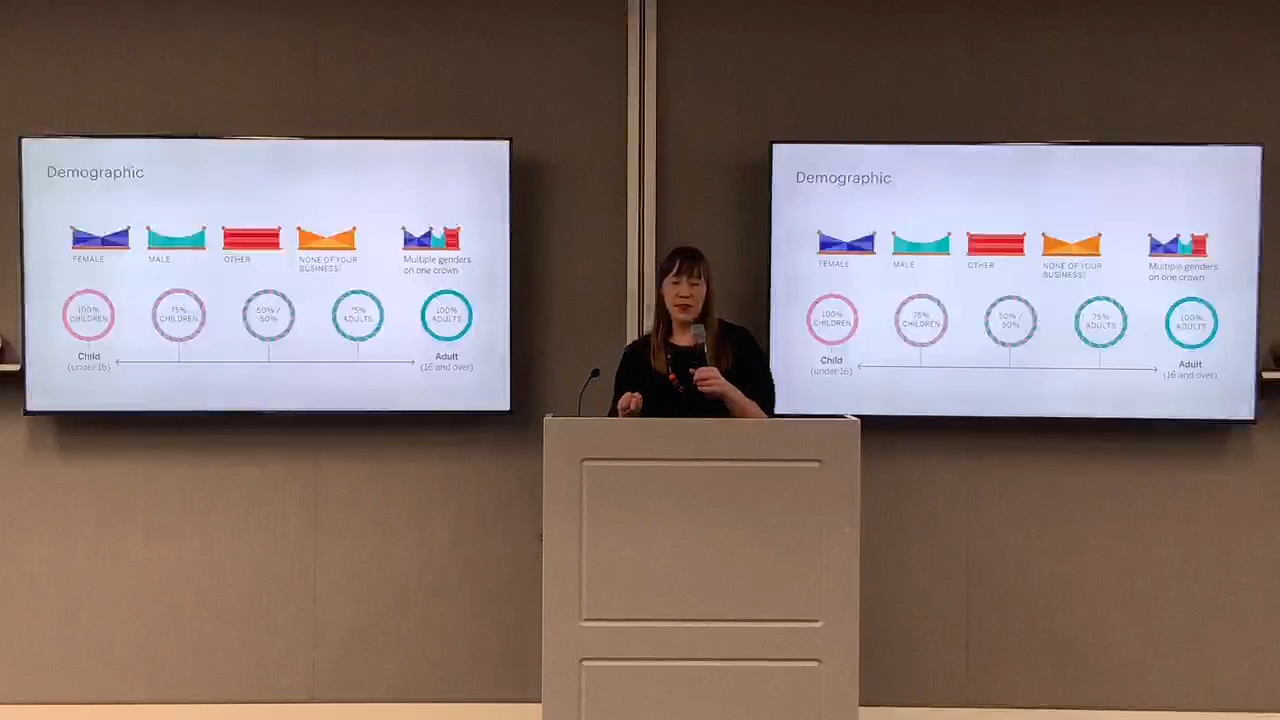 Demographic
FEMALE
MALE
OTHER
NONE OF YOUR
BUSINESS!
Multiple genders
on one crown
100%
CHILDREN
75%
CHILDREN
50% /
50%
75%
ADULTS
100%
ADULTS
Child
(under 16)
Adult
(16 and over)
Demographic
FEMALE
MALE
OTHER
NONE OF YOUR
BUSINESS!
Multiple genders
on one crown
100%
CHILDREN
75%
CHILDREN
50% /
50%
75%
ADULTS
100%
ADULTS
Child
(under 16)
Adult
(16 and over)